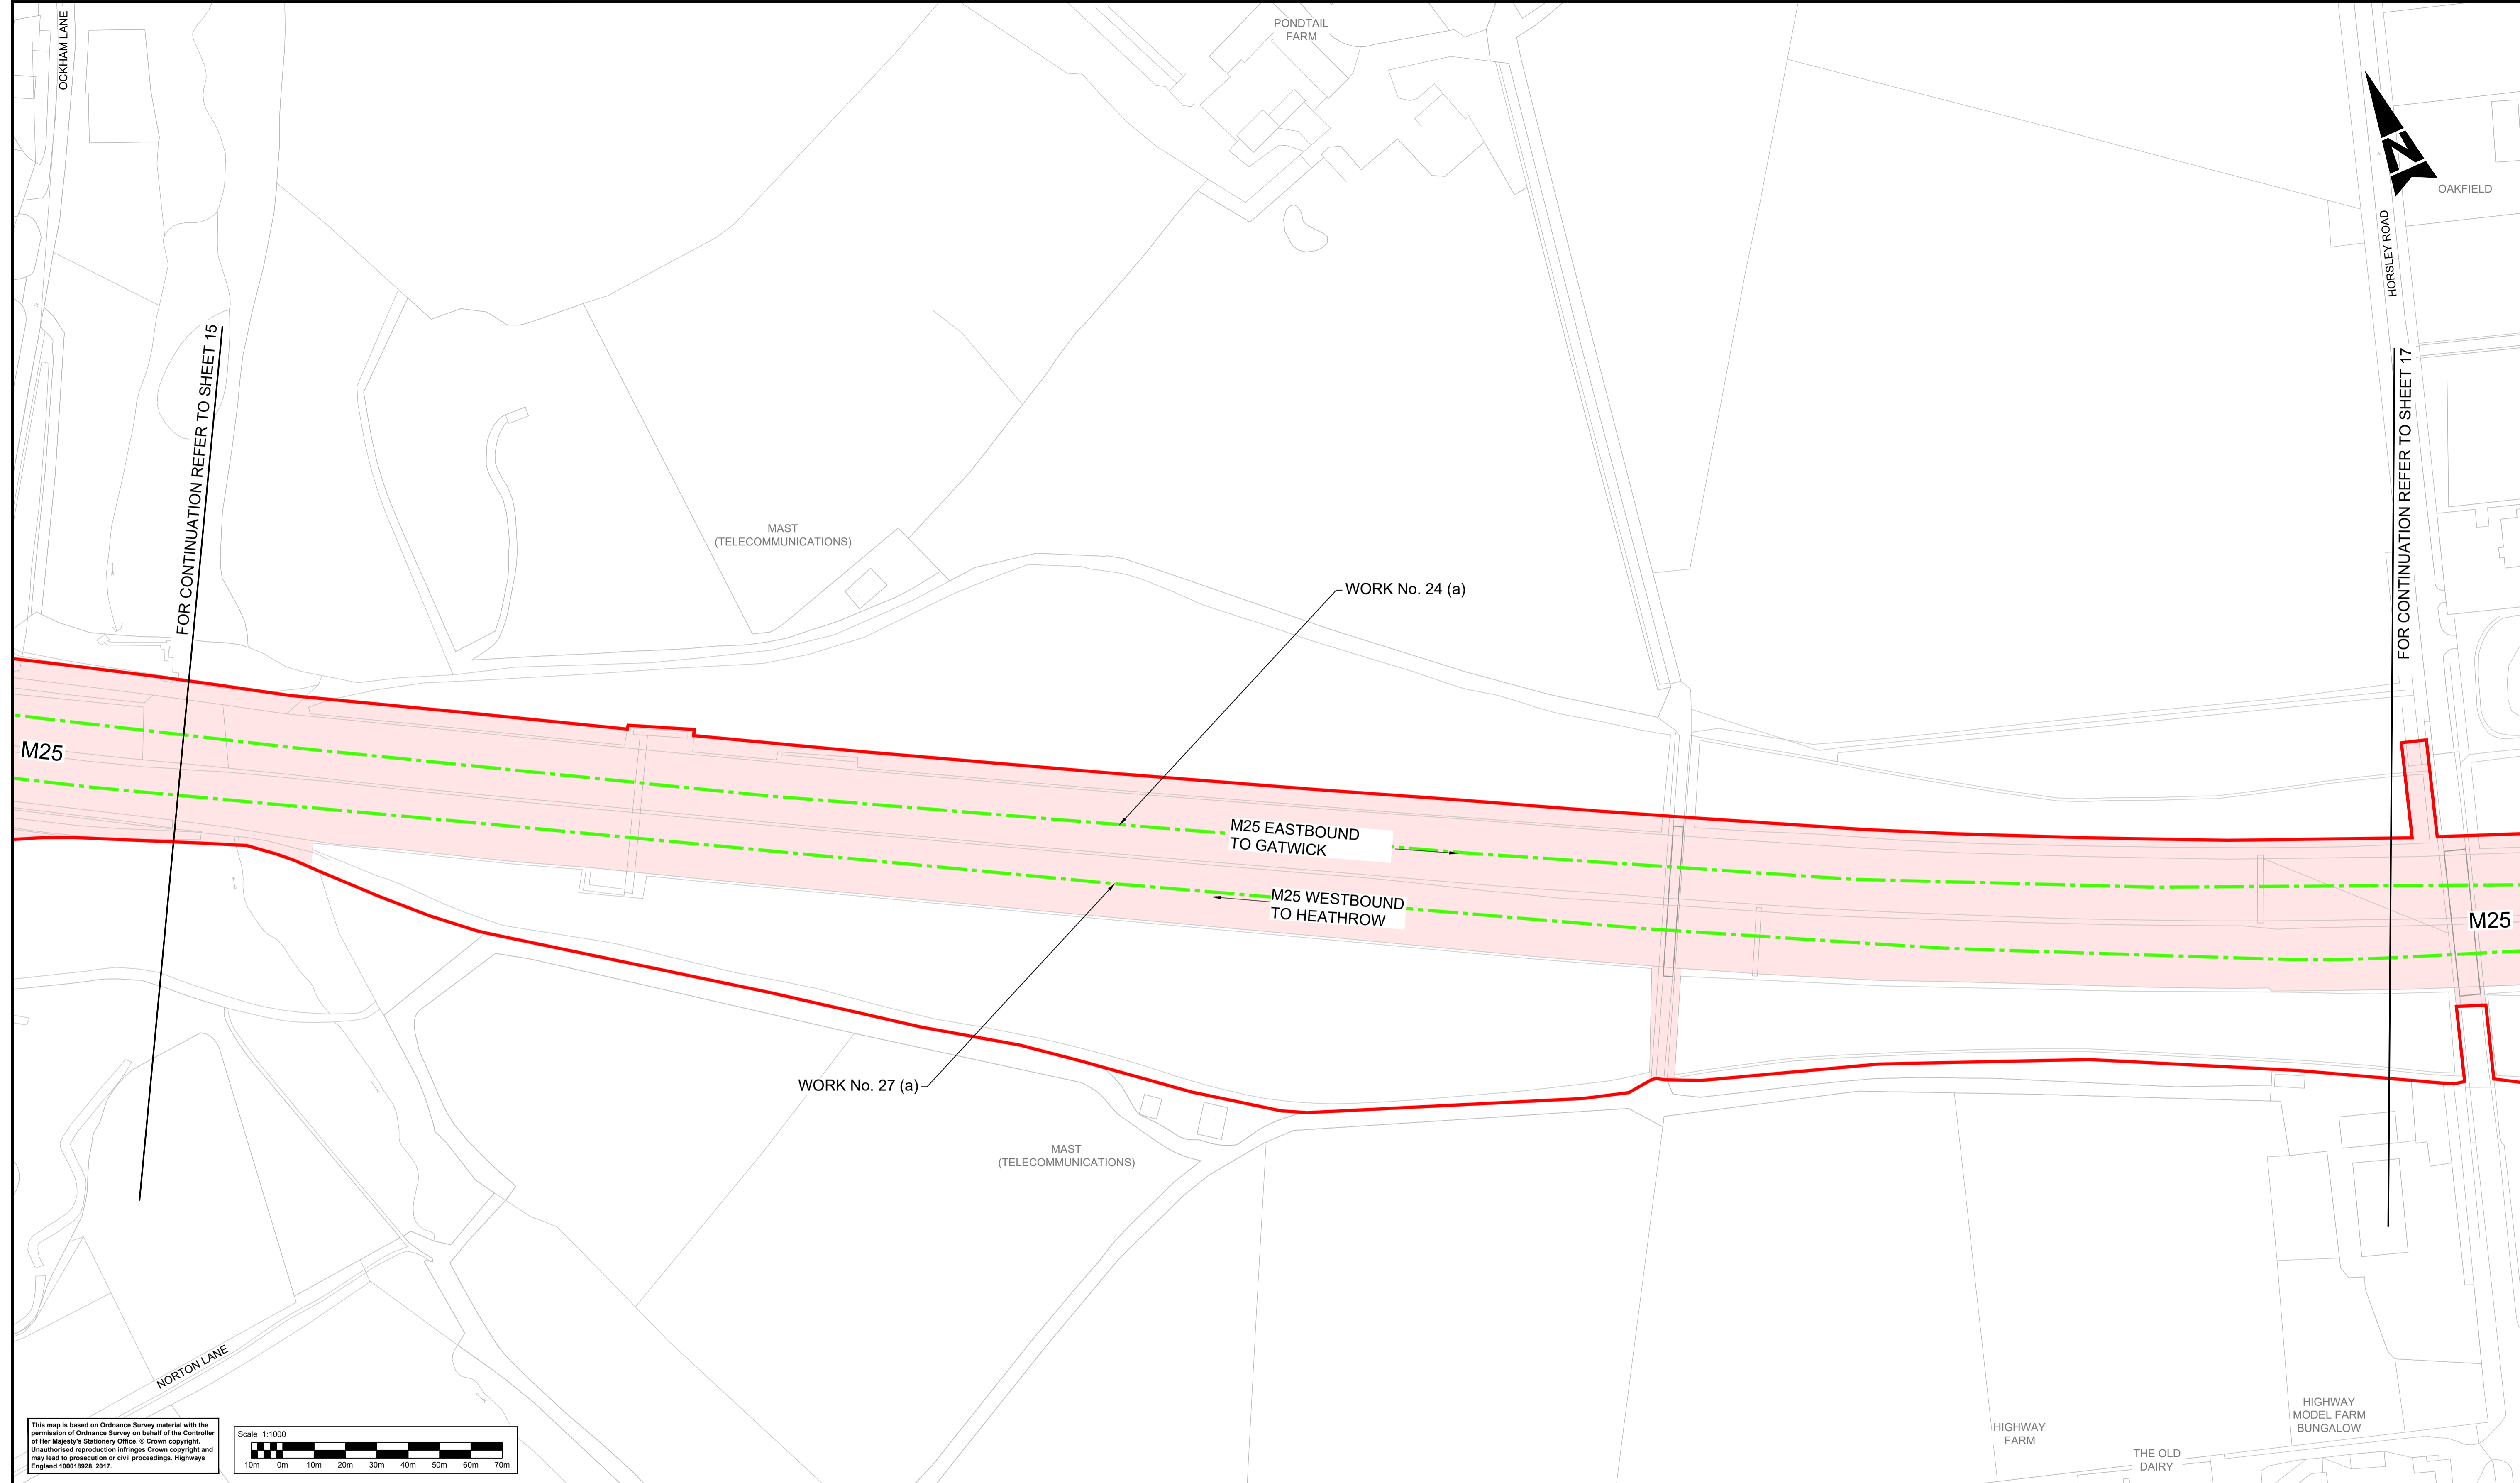 OCKHAM LANE
PONDTAIL
FARM
N
OAKFIELD
HORSLEY ROAD
FOR CONTINUATION REFER TO SHEET 15
FOR CONTINUATION REFER TO SHEET 17
MAST
(TELECOMMUNICATIONS)
WORK No. 24 (a)
M25
M25 EASTBOUND
TO GATWICK
M25 WESTBOUND
TO HEATHROW
M25
WORK No. 27 (a)
MAST
(TELECOMMUNICATIONS)
NORTON LANE
HIGHWAY
MODEL FARM
BUNGALOW
HIGHWAY
FARM
THE OLD
DAIRY
This map is based on Ordnance Survey material with the
permission of Ordnance Survey on behalf of the Controller
of Her Majesty's Stationery Office. © Crown copyright.
Unauthorised reproduction infringes Crown copyright and
may lead to prosecution or civil proceedings. Highways
England 100018928, 2017.
Scale 1:1000
10m 0m 10m 20m 30m 40m 50m 60m 70m